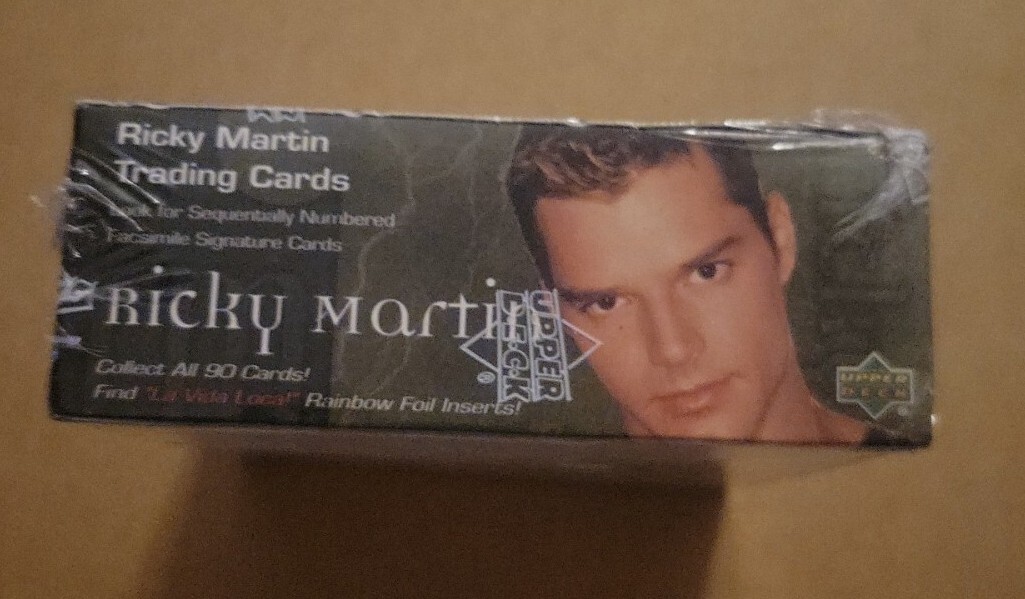 Ricky Martin
Trading Cards
Look for Sequentially Numbered
Facsimile Signature Cards
Ricky Martin
Collect All 90 Cards!
Find "La Vida Loca!" Rainbow Foil Inserts!
UPPER
DECK
®
UPPER
DECK
®